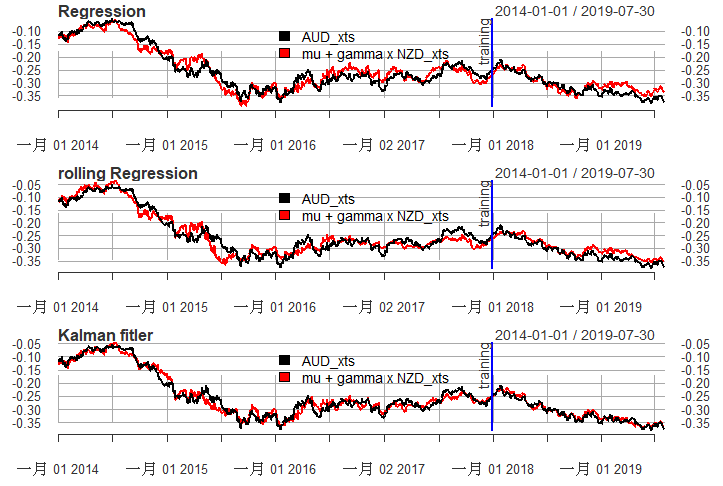 Regression 2014-01-01 / 2019-07-30
-0.10 -0.10
-0.15 -0.15
-0.20 -0.20
-0.25 -0.25
-0.30 -0.30
-0.35 -0.35
AUD_xts
mu + gamma x NZD_xts
training
一月 01 2014 一月 01 2015 一月 01 2016 一月 02 2017 一月 01 2018 一月 01 2019
rolling Regression 2014-01-01 / 2019-07-30
-0.05 -0.05
-0.10 -0.10
-0.15 -0.15
-0.20 -0.20
-0.25 -0.25
-0.30 -0.30
-0.35 -0.35
AUD_xts
mu + gamma x NZD_xts
training
一月 01 2014 一月 01 2015 一月 01 2016 一月 02 2017 一月 01 2018 一月 01 2019
Kalman fitler 2014-01-01 / 2019-07-30
-0.05 -0.05
-0.10 -0.10
-0.15 -0.15
-0.20 -0.20
-0.25 -0.25
-0.30 -0.30
-0.35 -0.35
AUD_xts
mu + gamma x NZD_xts
training
一月 01 2014 一月 01 2015 一月 01 2016 一月 02 2017 一月 01 2018 一月 01 2019